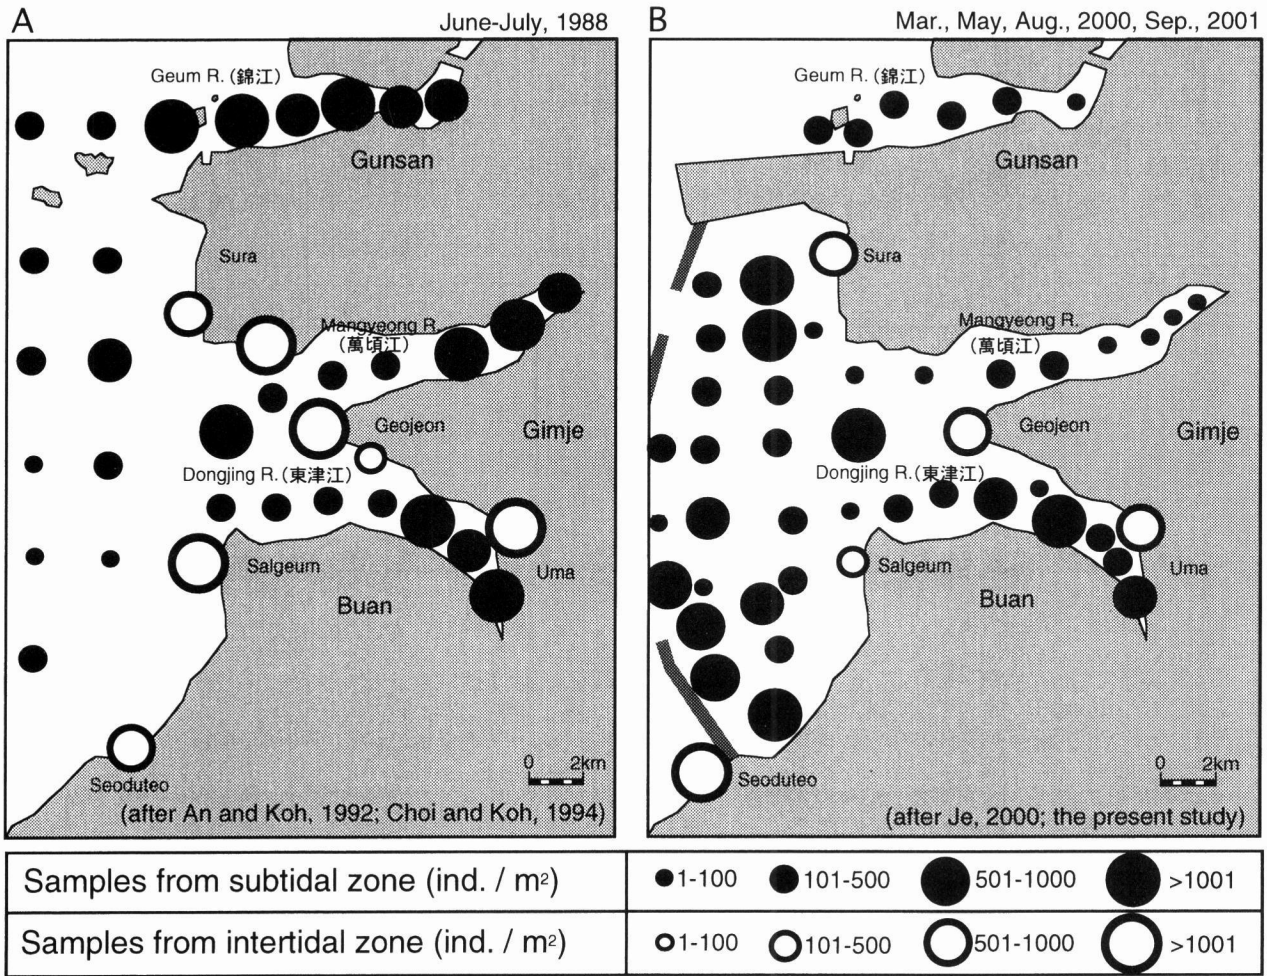 A
June-July, 1988
Geum R. (錦江)
Gunsan
Sura
Mangyeong R.
(萬頃江)
Geojeon
Gimje
Dongjing R. (東津江)
Salgeum
Uma
Buan
Seoduteo
0 2km
(after An and Koh, 1992; Choi and Koh, 1994)
B
Mar., May, Aug., 2000, Sep., 2001
Geum R. (錦江)
Gunsan
Sura
Mangyeong R.
(萬頃江)
Geojeon
Gimje
Dongjing R. (東津江)
Salgeum
Uma
Buan
Seoduteo
0 2km
(after Je, 2000; the present study)
Samples from subtidal zone (ind. / m²) 1-100 101-500 501-1000 >1001
Samples from intertidal zone (ind. / m²) 1-100 101-500 501-1000 >1001